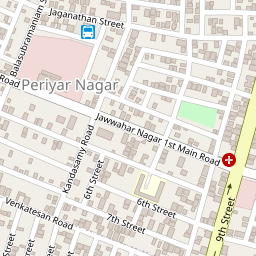 Jaganathan Street
Balasubramaniam S
Road
Periyar Nagar
Jawwahar Nagar 1st Main Road
Kandasamy Road
6th Street
6th Street
Venkatesan Road
7th Street
9th Street